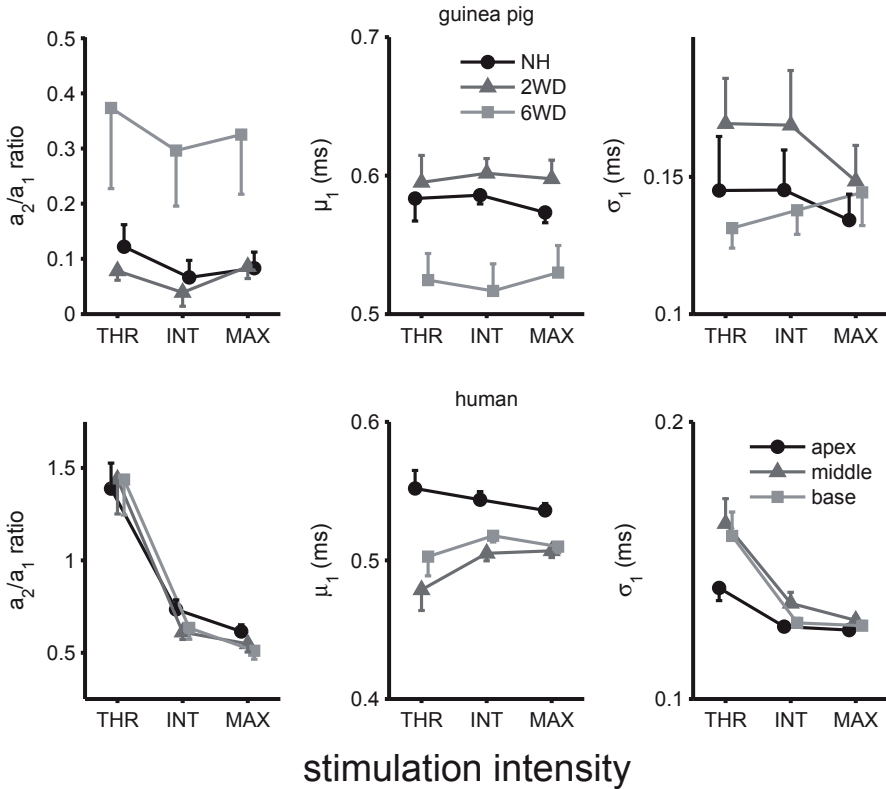 guinea pig
0.5
0.4
0.3
0.2
0.1
0
a₂/a₁ ratio
THR INT MAX
0.7
0.6
0.5
μ₁ (ms)
NH
2WD
6WD
THR INT MAX
0.15
0.1
σ₁ (ms)
THR INT MAX
human
1.5
1
0.5
a₂/a₁ ratio
THR INT MAX
0.6
0.5
0.4
μ₁ (ms)
THR INT MAX
0.2
0.1
σ₁ (ms)
apex
middle
base
THR INT MAX
stimulation intensity